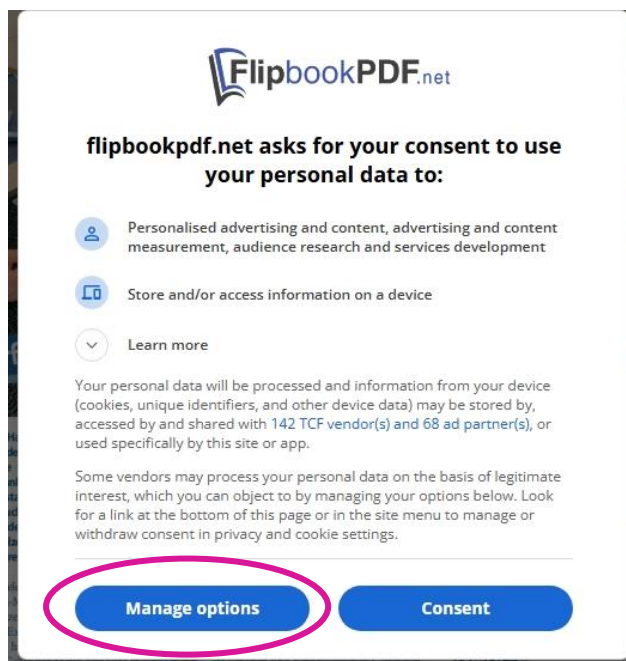 FlipbookPDF.net
flipbookpdf.net asks for your consent to use
your personal data to:
Personalised advertising and content, advertising and content
measurement, audience research and services development
Store and/or access information on a device
Learn more
Your personal data will be processed and information from your device
(cookies, unique identifiers, and other device data) may be stored by,
accessed by and shared with 142 TCF vendor(s) and 68 ad partner(s), or
used specifically by this site or app.
Some vendors may process your personal data on the basis of legitimate
interest, which you can object to by managing your options below. Look
for a link at the bottom of this page or in the site menu to manage or
withdraw consent in privacy and cookie settings.
Manage options
Consent